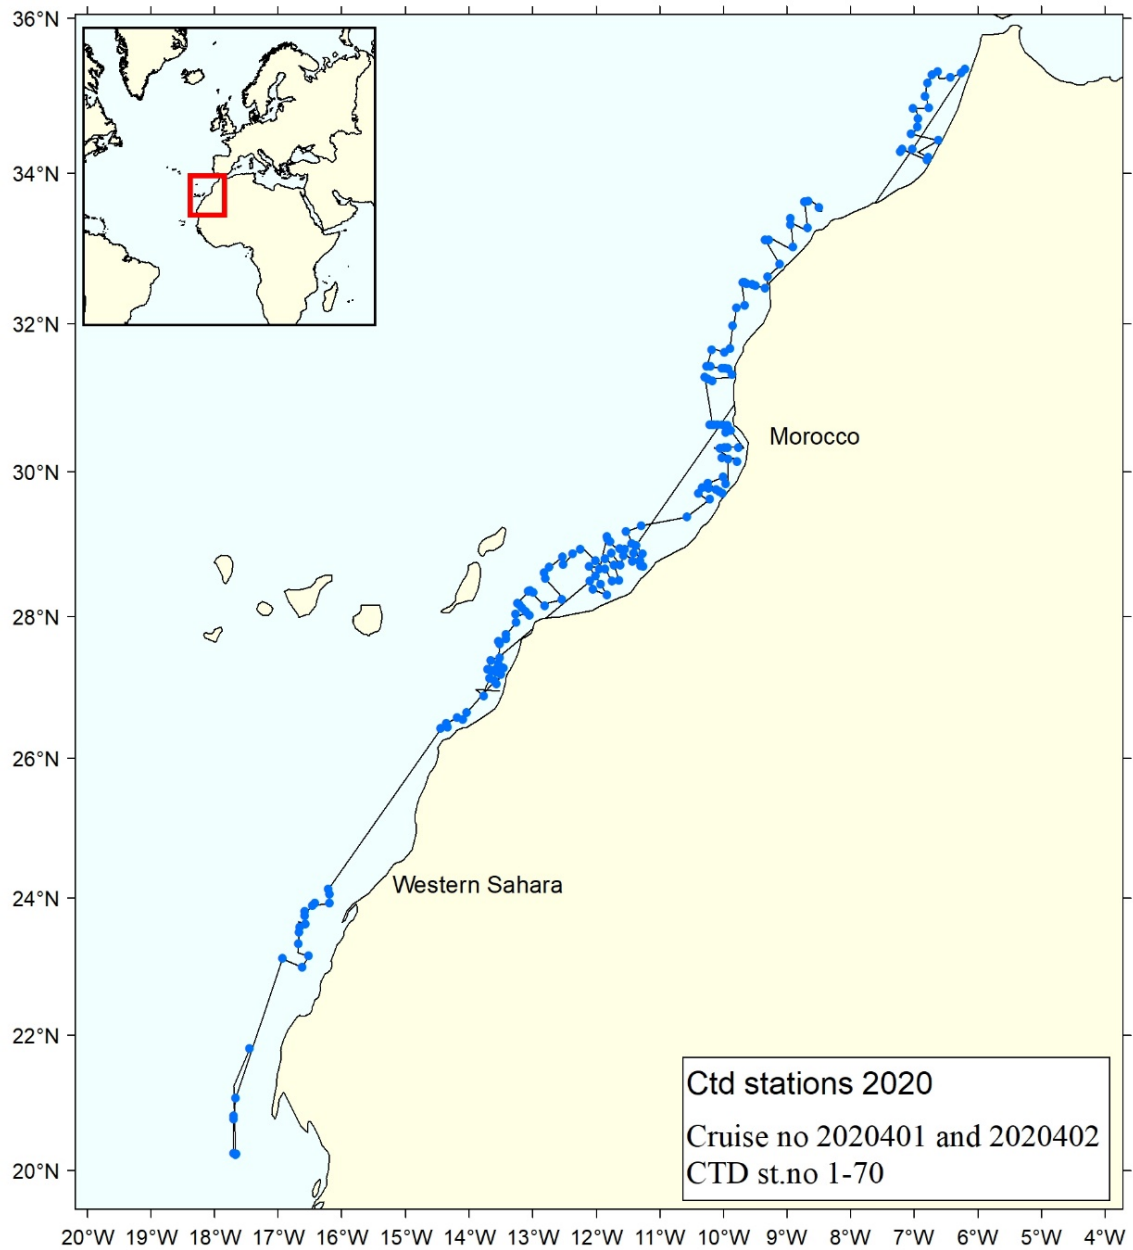 36°N
34°N
32°N
30°N
28°N
26°N
24°N
22°N
20°N
Morocco
Western Sahara
Ctd stations 2020
Cruise no 2020401 and 2020402
CTD st.no 1-70
20°W 19°W 18°W 17°W 16°W 15°W 14°W 13°W 12°W 11°W 10°W 9°W 8°W 7°W 6°W 5°W 4°W